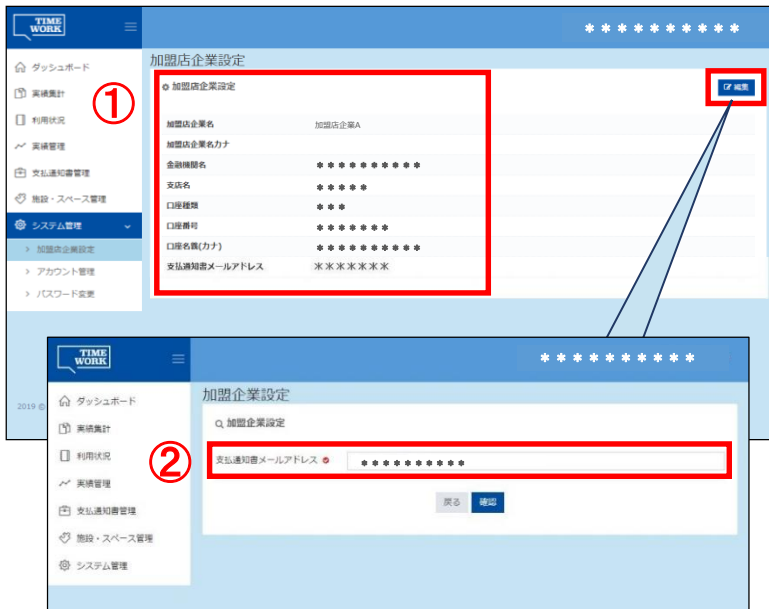 TIME
WORK
＊＊＊＊＊＊＊＊＊＊
ダッシュボード
実績集計
利用状況
実績管理
支払通知書管理
施設・スペース管理
システム管理
> 加盟店企業設定
> アカウント管理
> パスワード変更
2019 ©
加盟店企業設定
①
加盟店企業設定
編集
加盟店企業名 加盟店企業A
加盟店企業名カナ
金融機関名 ＊＊＊＊＊＊＊＊＊＊
支店名 ＊＊＊＊＊
口座種類 ＊＊＊
口座番号 ＊＊＊＊＊＊＊
口座名義(カナ) ＊＊＊＊＊＊＊＊＊＊
支払通知書メールアドレス ＊＊＊＊＊＊＊
TIME
WORK
＊＊＊＊＊＊＊＊＊＊
ダッシュボード
実績集計
利用状況
実績管理
支払通知書管理
施設・スペース管理
システム管理
加盟企業設定
加盟企業設定
②
支払通知書メールアドレス ＊＊＊＊＊＊＊＊＊＊
戻る 確認